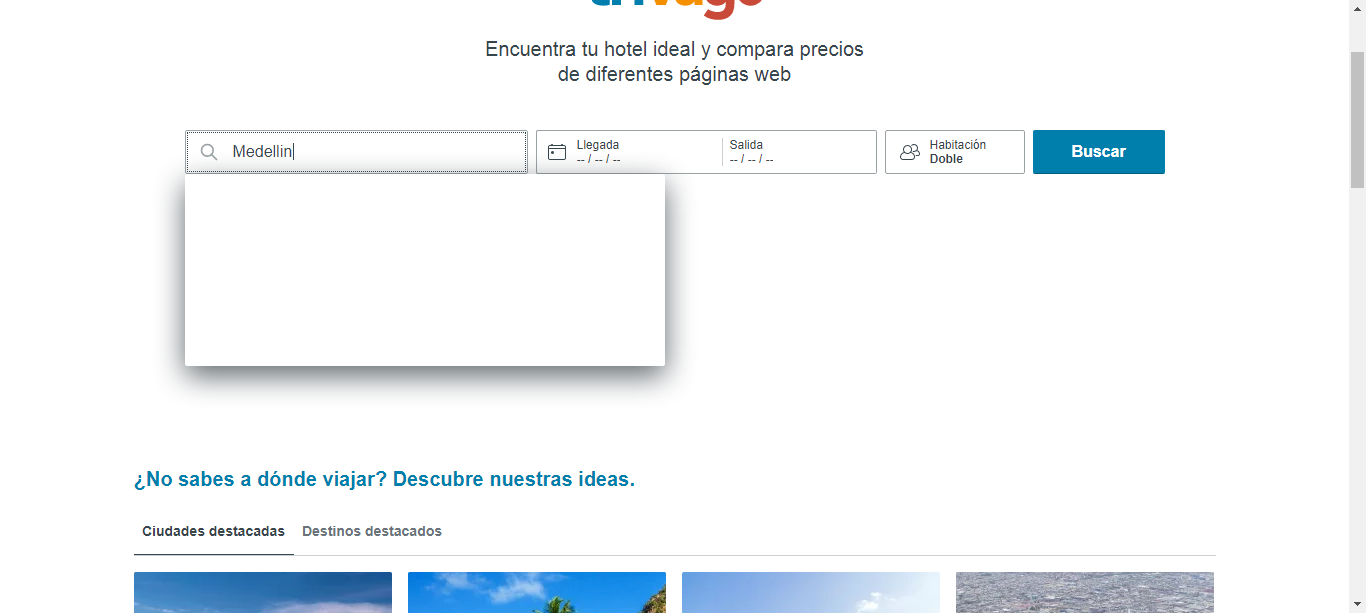 trivago
Encuentra tu hotel ideal y compara precios
de diferentes páginas web
Medellin
Llegada
-- / -- / --
Salida
-- / -- / --
Habitación
Doble
Buscar
¿No sabes a dónde viajar? Descubre nuestras ideas.
Ciudades destacadas
Destinos destacados